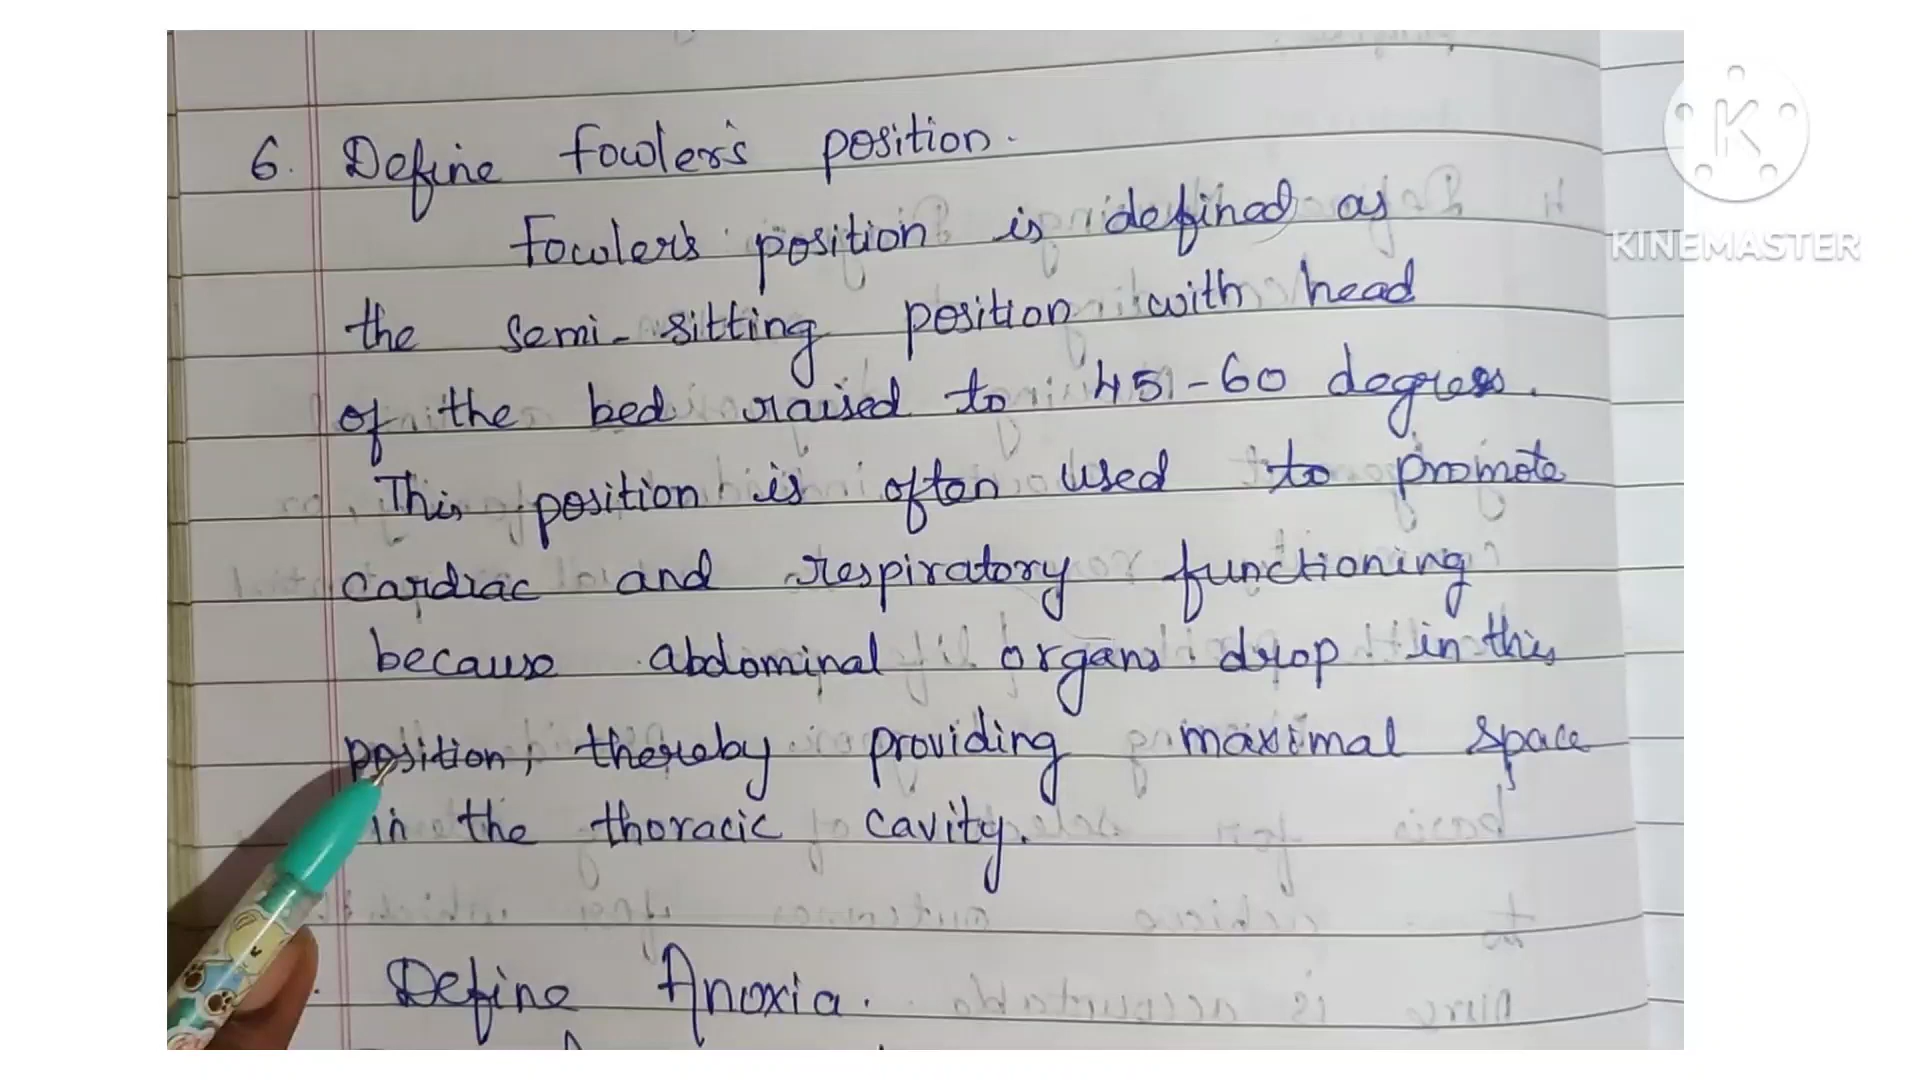 6. Define Fowler's position.
Fowler's position is defined as
the semi-sitting position with head
of the bed raised to 45-60 degrees.
This position is often used to promote
cardiac and respiratory functioning
because abdominal organs drop in this
position, thereby providing maximal space
in the thoracic cavity.
Define Anoxia.
K
KINEMASTER